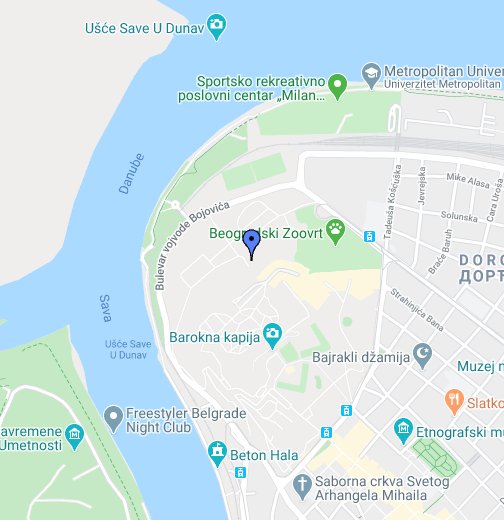 Ušće Save U Dunav
Metropolitan Univer
Univerzitet Metropolitan
Sportsko rekreativno
poslovni centar „Milan...
Danube
Mike Alasa
Jevrejska
Tadeuša Košćuška
Cara Uroša
Solunska
Bulevar vojvode Bojovića
Beogradski Zoovrt
Braće Baruh
DORĆ
ДОРЋ
Strahinjića Bana
Sava
Ušće Save
U Dunav
Barokna kapija
Bajrakli džamija
Muzej n
Slatko
Freestyler Belgrade
Night Club
avremene
Umetnosti
Etnografski mu
Beton Hala
Saborna crkva Svetog
Arhangela Mihaila